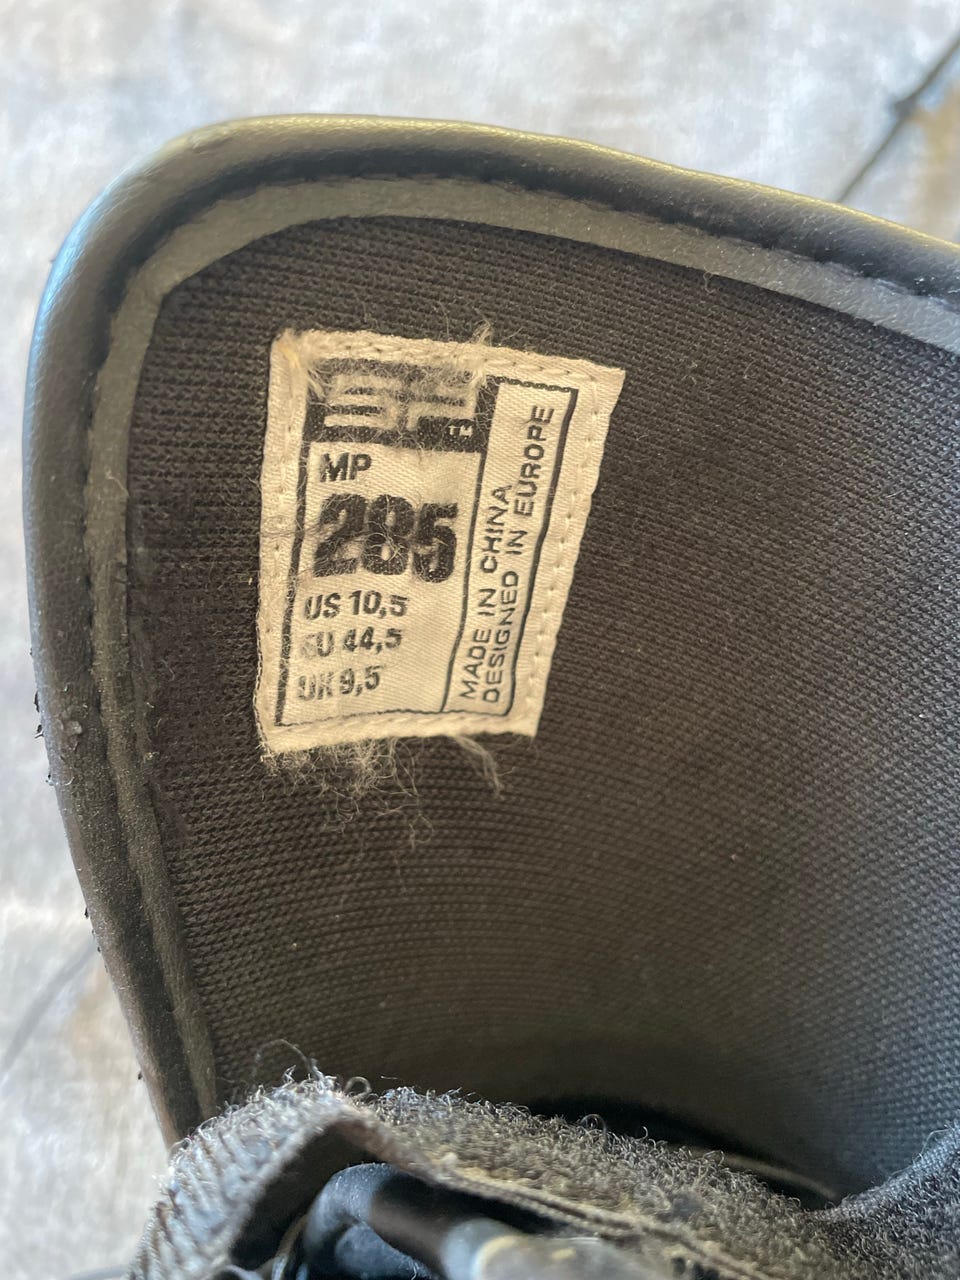 MP
285
US 10,5
EU 44,5
UK 9,5
MADE IN CHINA
DESIGNED IN EUROPE